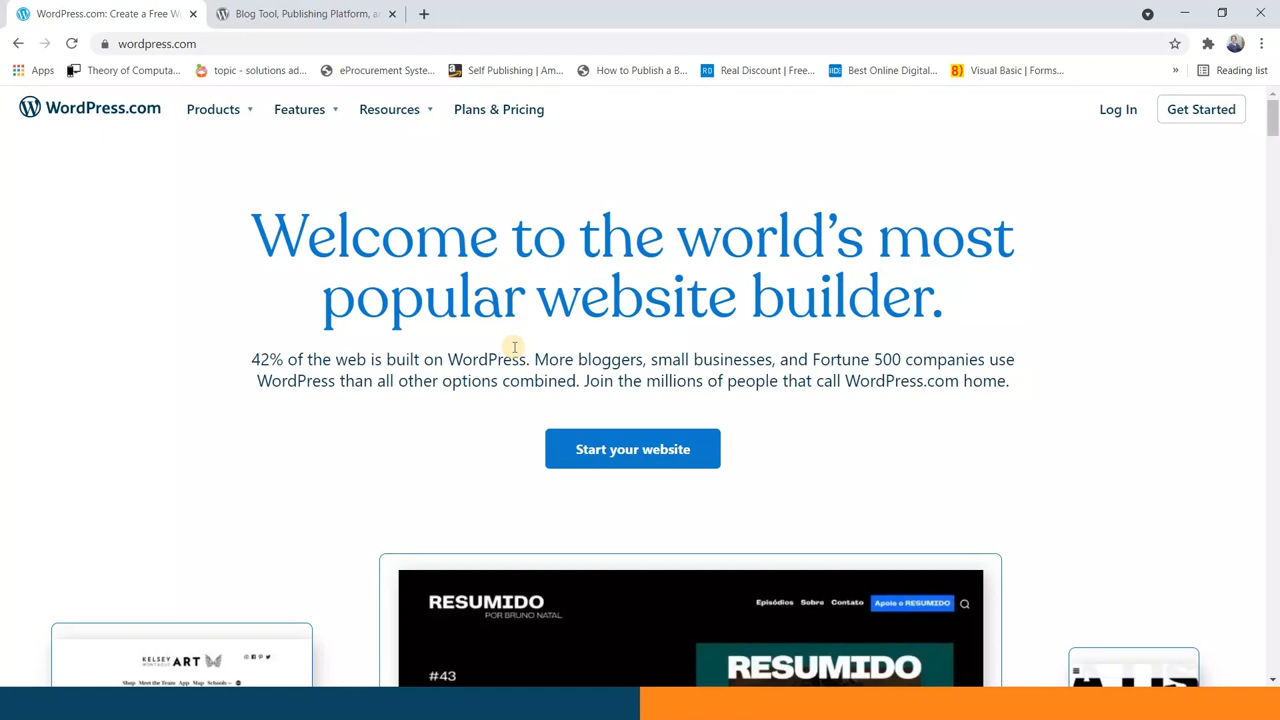 WordPress.com: Create a Free W
Blog Tool, Publishing Platform, a
wordpress.com
Apps
Theory of Computa...
topic - solutions ad...
eProcurement Syste...
Self Publishing | Am...
How to Publish a B...
RD
Real Discount | Free...
Best Online Digital...
8)
Visual Basic | Forms...
»
Reading list
WordPress.com
Products
Features
Resources
Plans & Pricing
Log In
Get Started
Welcome to the world's most
popular website builder.
42% of the web is built on WordPress. More bloggers, small businesses, and Fortune 500 companies use
WordPress than all other options combined. Join the millions of people that call WordPress.com home.
Start your website
RESUMIDO
POR BRUNO NATAL
Episódios
Sobre
Contato
Apoie o RESUMIDO
KELSEY
MONTAGUE
ART
Shop
Meet the Team
App
Map
Schools
#43
RESUMIDO